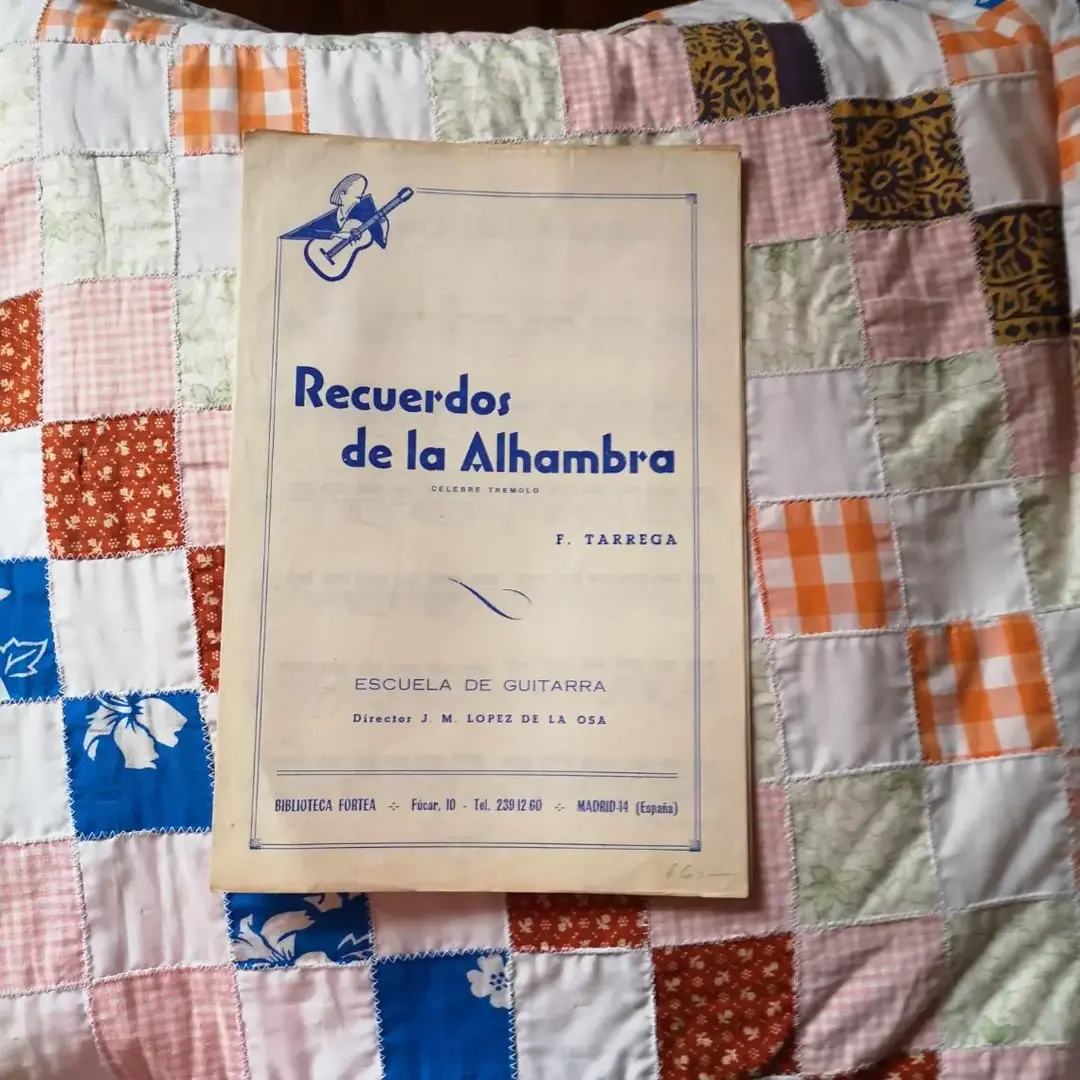 Recuerdos
de la Alhambra
CELEBRE TREMOLO
F. TARREGA
ESCUELA DE GUITARRA
Director J. M. LOPEZ DE LA OSA
BIBLIOTECA FORTEA -:- Fúcar, 10 - Tel. 239 12 60 -:- MADRID-14 (España)